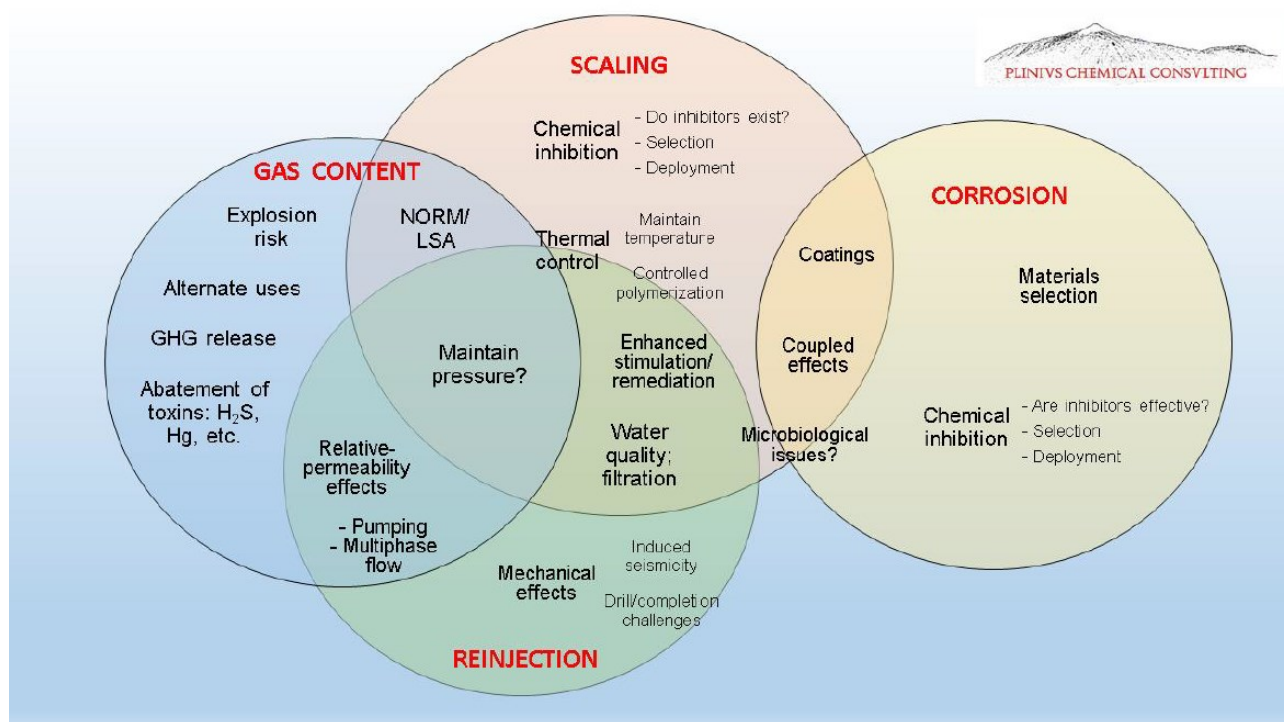 PLINIVS CHEMICAL CONSVLTING
SCALING
Chemical
inhibition
- Do inhibitors exist?
- Selection
- Deployment
GAS CONTENT
Explosion
risk
NORM/
LSA
Alternate uses
GHG release
Abatement of
toxins: H₂S,
Hg, etc.
Thermal
control
Maintain
temperature
Controlled
polymerization
Maintain
pressure?
Enhanced
stimulation/
remediation
Water
quality;
filtration
Relative-
permeability
effects
- Pumping
- Multiphase
flow
CORROSION
Coatings
Coupled
effects
Microbiological
issues?
Materials
selection
Chemical
inhibition
- Are inhibitors effective?
- Selection
- Deployment
Mechanical
effects
Induced
seismicity
Drill/completion
challenges
REINJECTION